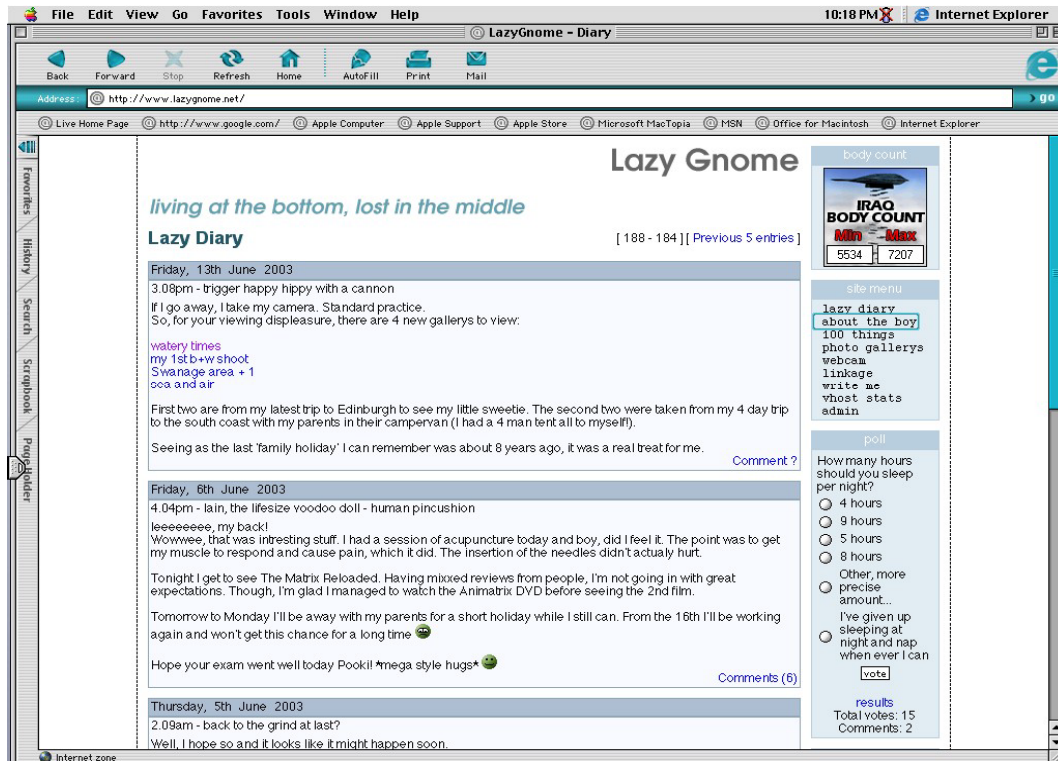 File Edit View Go Favorites Tools Window Help 10:18 PM Internet Explorer
LazyGnome - Diary
Back Forward Stop Refresh Home AutoFill Print Mail
Address: http://www.lazygnome.net/ go
Live Home Page http://www.google.com/ Apple Computer Apple Support Apple Store Microsoft MacTopia MSN Office for Macintosh Internet Explorer
Favorites
History
Search
Scrapbook
Page Holder
Lazy Gnome
living at the bottom, lost in the middle
Lazy Diary [ 188 - 184 ] [ Previous 5 entries ]
Friday, 13th June 2003
3.08pm - trigger happy hippy with a cannon
If I go away, I take my camera. Standard practice.
So, for your viewing displeasure, there are 4 new gallerys to view:
watery times
my 1st b+w shoot
Swanage area + 1
sea and air
First two are from my latest trip to Edinburgh to see my little sweetie. The second two were taken from my 4 day trip
to the south coast with my parents in their campervan (I had a 4 man tent all to myself!).
Seeing as the last 'family holiday' I can remember was about 8 years ago, it was a real treat for me.
Comment ?
Friday, 6th June 2003
4.04pm - Iain, the lifesize voodoo doll - human pincushion
Ieeeeeeee, my back!
Wowwee, that was intresting stuff. I had a session of acupuncture today and boy, did I feel it. The point was to get
my muscle to respond and cause pain, which it did. The insertion of the needles didn't actualy hurt.
Tonight I get to see The Matrix Reloaded. Having mixxed reviews from people, I'm not going in with great
expectations. Though, I'm glad I managed to watch the Animatrix DVD before seeing the 2nd film.
Tomorrow to Monday I'll be away with my parents for a short holiday while I still can. From the 16th I'll be working
again and won't get this chance for a long time
Hope your exam went well today Pooki! *mega style hugs*
Comments (6)
Thursday, 5th June 2003
2.09am - back to the grind at last?
Well, I hope so and it looks like it might happen soon.
body count
IRAQ
BODY COUNT
Min Max
5534 7207
site menu
lazy diary
about the boy
100 things
photo gallerys
webcam
linkage
write me
vhost stats
admin
poll
How many hours
should you sleep
per night?
4 hours
9 hours
5 hours
8 hours
Other, more
precise
amount...
I've given up
sleeping at
night and nap
when ever I can
vote
results
Total votes: 15
Comments: 2
Internet zone